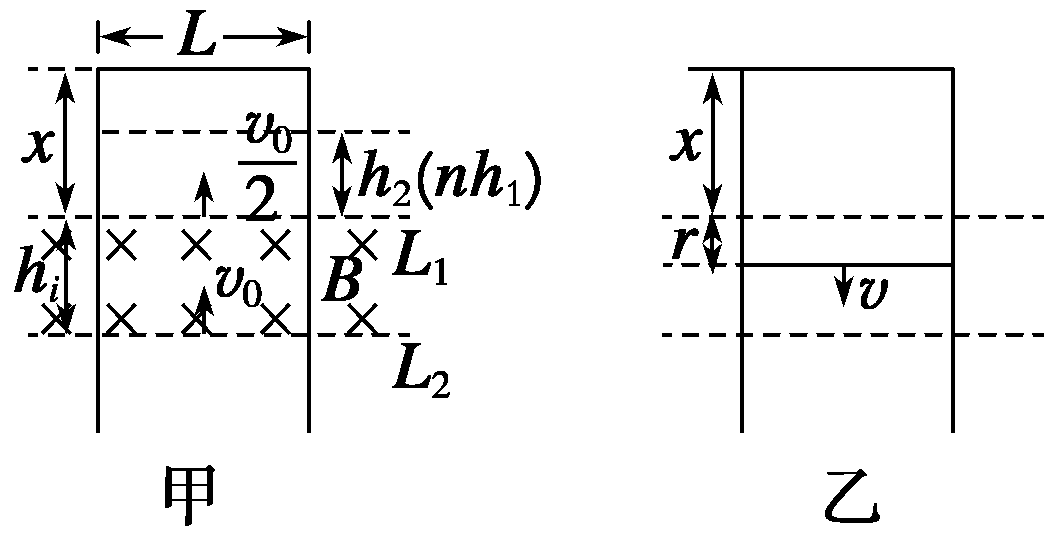 L
x
v₀/2
h₂(nh₁)
hᵢ
v₀
B
L₁
L₂
甲
x
r
v
乙